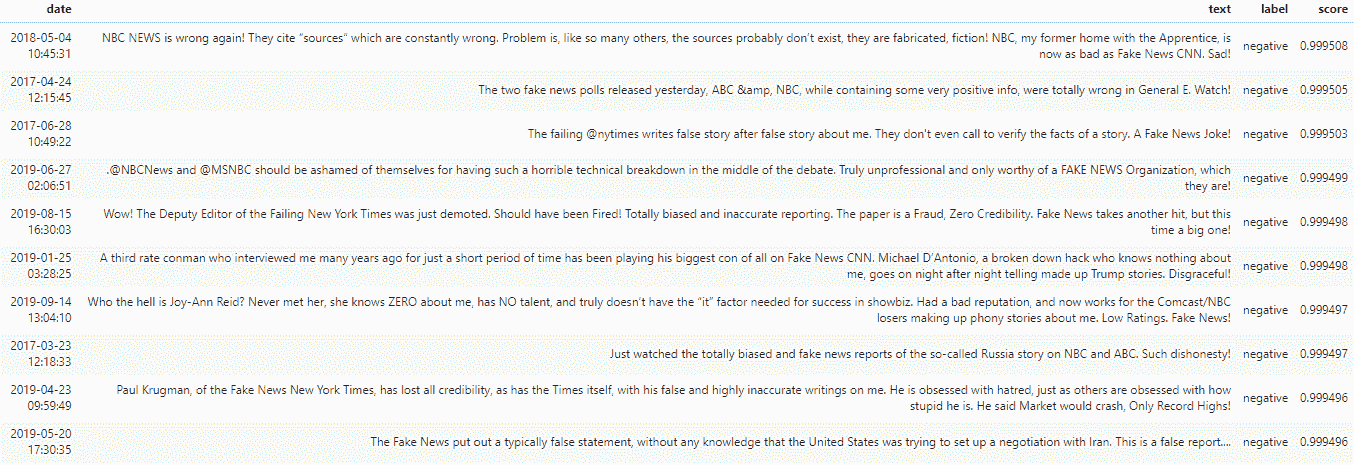 date text label score
2018-05-04 NBC NEWS is wrong again! They cite “sources“ which are constantly wrong. Problem is, like so many others, the sources probably don’t exist, they are fabricated, fiction! NBC, my former home with the Apprentice, is negative 0.999508
10:45:31 now as bad as Fake News CNN. Sad!
2017-04-24 The two fake news polls released yesterday, ABC &amp, NBC, while containing some very positive info, were totally wrong in General E. Watch! negative 0.999505
12:15:45
2017-06-28 The failing @nytimes writes false story after false story about me. They don't even call to verify the facts of a story. A Fake News Joke! negative 0.999503
10:49:22
2019-06-27 .@NBCNews and @MSNBC should be ashamed of themselves for having such a horrible technical breakdown in the middle of the debate. Truly unprofessional and only worthy of a FAKE NEWS Organization, which negative 0.999499
02:06:51 they are!
2019-08-15 Wow! The Deputy Editor of the Failing New York Times was just demoted. Should have been Fired! Totally biased and inaccurate reporting. The paper is a Fraud, Zero Credibility. Fake News takes another hit, but this negative 0.999498
16:30:03 time a big one!
2019-01-25 A third rate conman who interviewed me many years ago for just a short period of time has been playing his biggest con of all on Fake News CNN. Michael D’Antonio, a broken down hack who knows nothing about negative 0.999498
03:28:25 me, goes on night after night telling made up Trump stories. Disgraceful!
2019-09-14 Who the hell is Joy-Ann Reid? Never met her, she knows ZERO about me, has NO talent, and truly doesn’t have the “it” factor needed for success in showbiz. Had a bad reputation, and now works for the Comcast/NBC negative 0.999497
13:04:10 losers making up phony stories about me. Low Ratings. Fake News!
2017-03-23 Just watched the totally biased and fake news reports of the so-called Russia story on NBC and ABC. Such dishonesty! negative 0.999497
12:18:33
2019-04-23 Paul Krugman, of the Fake News New York Times, has lost all credibility, as has the Times itself, with his false and highly inaccurate writings on me. He is obsessed with hatred, just as others are obsessed with how negative 0.999496
09:59:49 stupid he is. He said Market would crash, Only Record Highs!
2019-05-20 The Fake News put out a typically false statement, without any knowledge that the United States was trying to set up a negotiation with Iran. This is a false report.... negative 0.999496
17:30:35